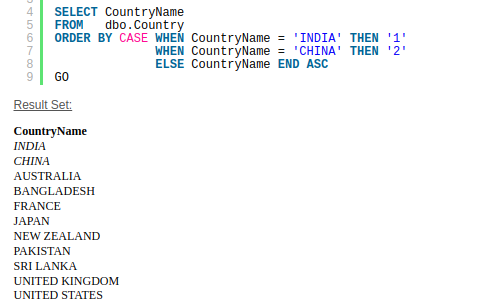 4 SELECT CountryName
5 FROM dbo.Country
6 ORDER BY CASE WHEN CountryName = 'INDIA' THEN '1'
7 WHEN CountryName = 'CHINA' THEN '2'
8 ELSE CountryName END ASC
9 GO
Result Set:
CountryName
INDIA
CHINA
AUSTRALIA
BANGLADESH
FRANCE
JAPAN
NEW ZEALAND
PAKISTAN
SRI LANKA
UNITED KINGDOM
UNITED STATES